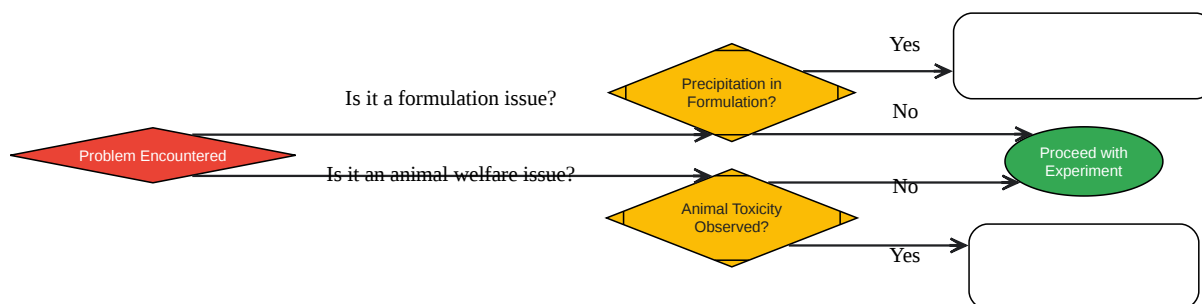 Yes
Precipitation in
Formulation?
Is it a formulation issue?
No
Problem Encountered
Proceed with
Experiment
Is it an animal welfare issue?
No
Animal Toxicity
Observed?
Yes